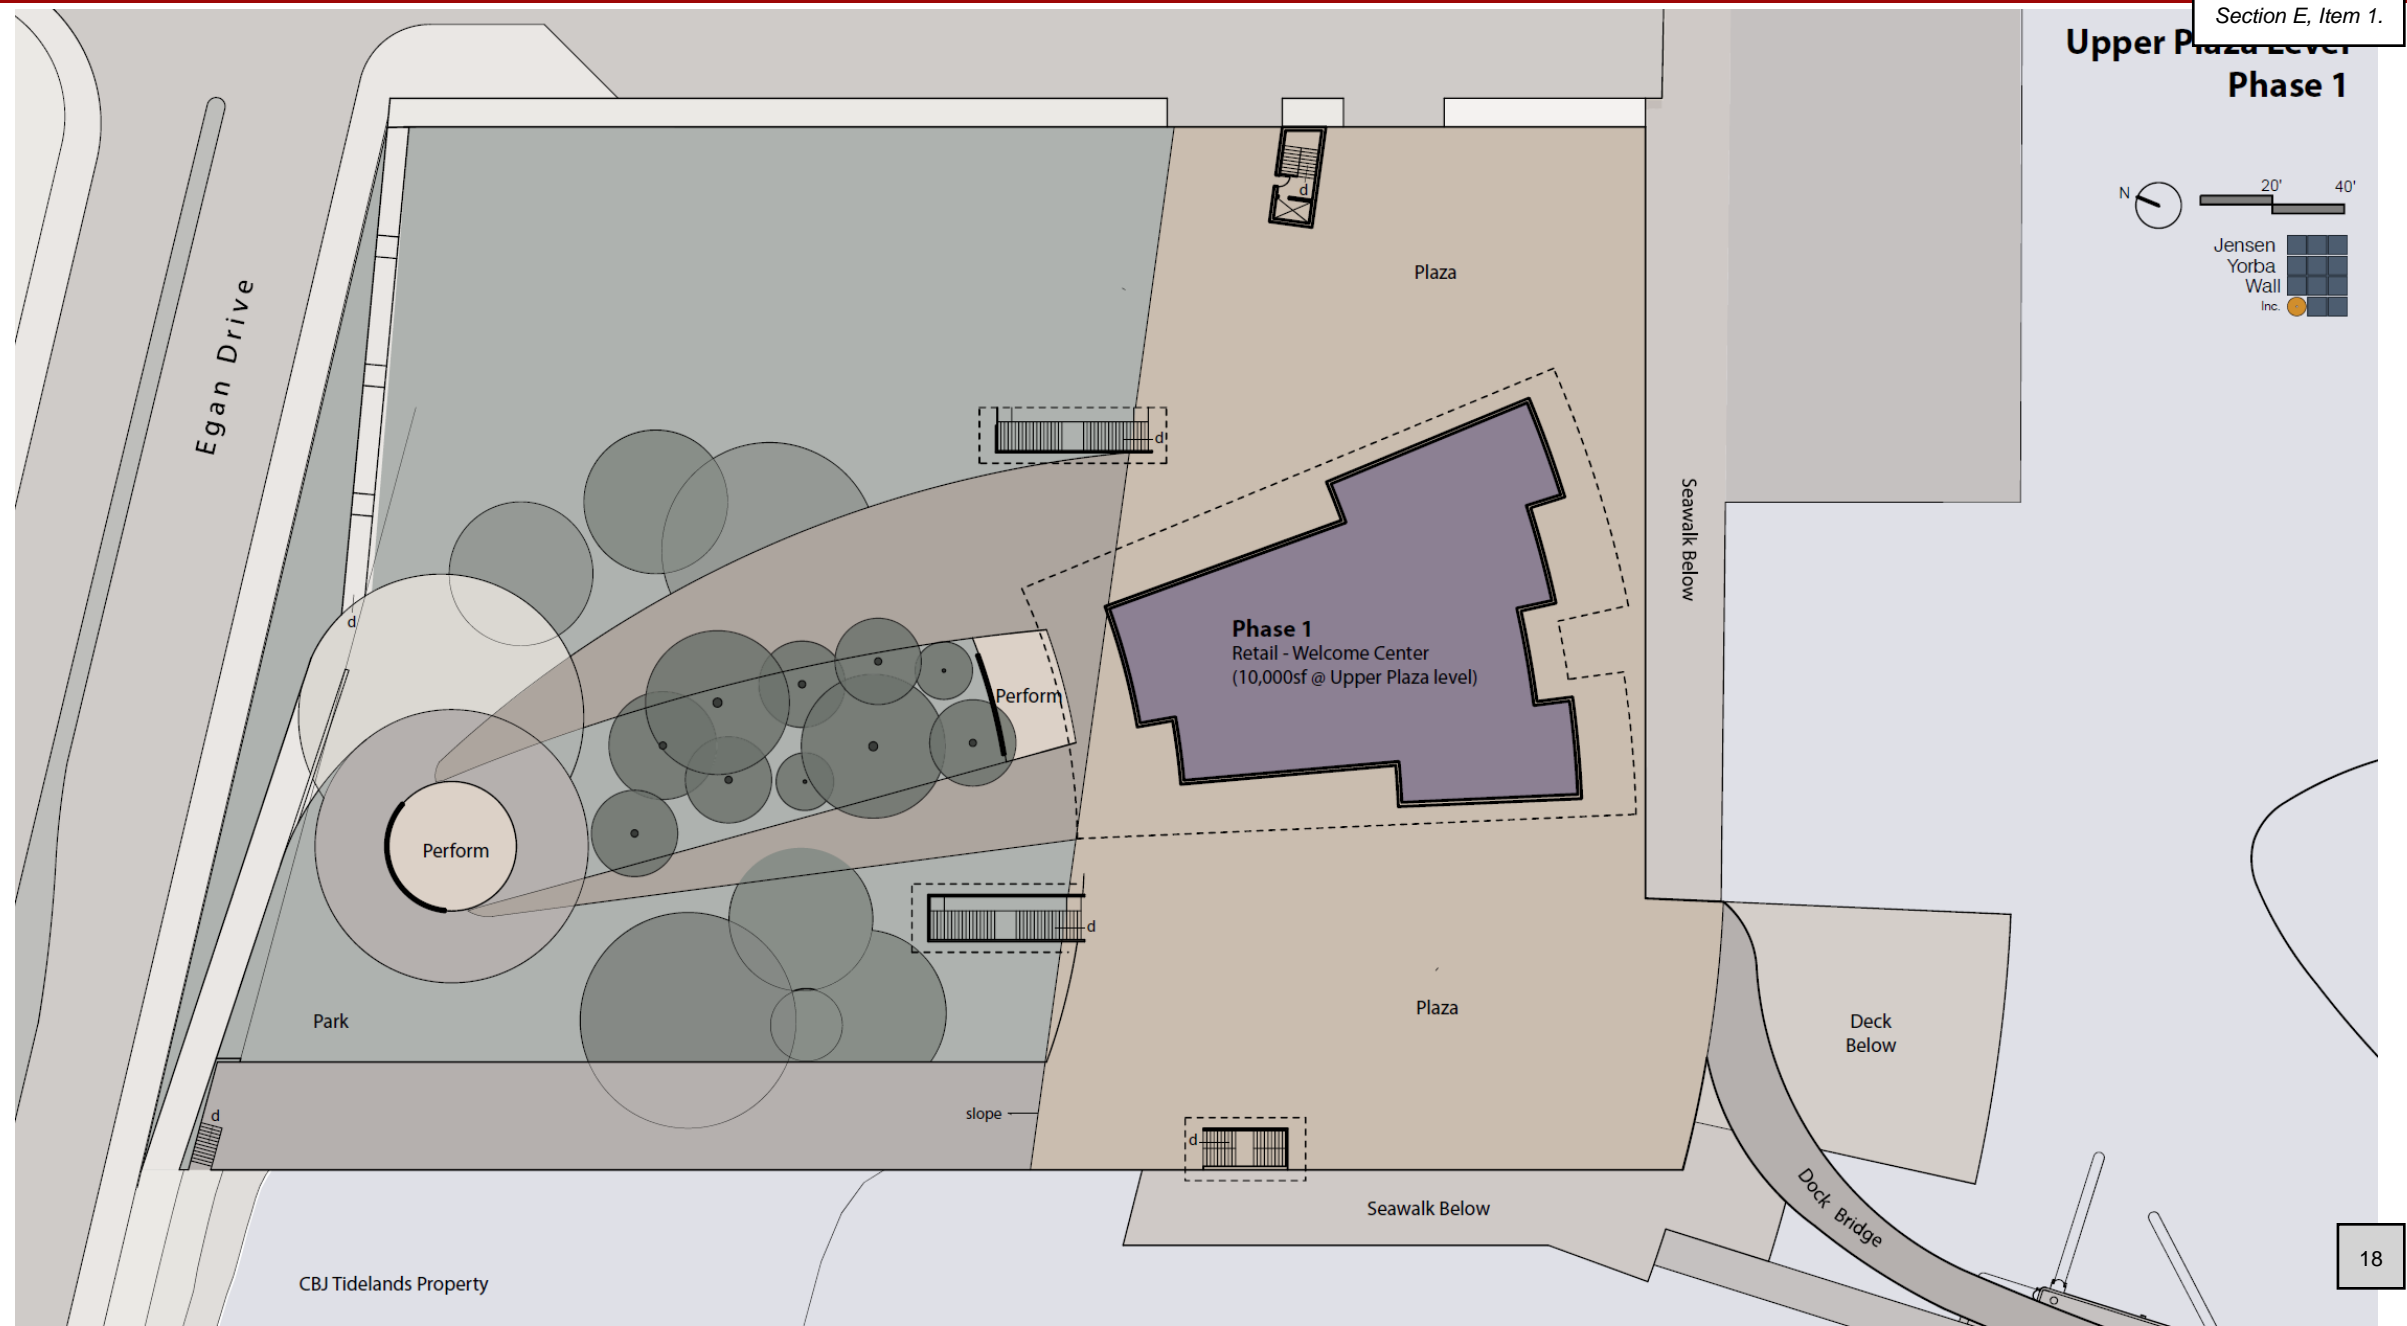 Section E, Item 1.
Upper Plaza Level
Phase 1
N
20'
40'
Jensen
Yorba
Wall
Inc.
Egan Drive
d
Plaza
d
Seawalk Below
d
Phase 1
Retail - Welcome Center
(10,000sf @ Upper Plaza level)
Perform
Perform
d
Park
Plaza
Deck
Below
d
slope
d
Seawalk Below
Dock Bridge
CBJ Tidelands Property
18